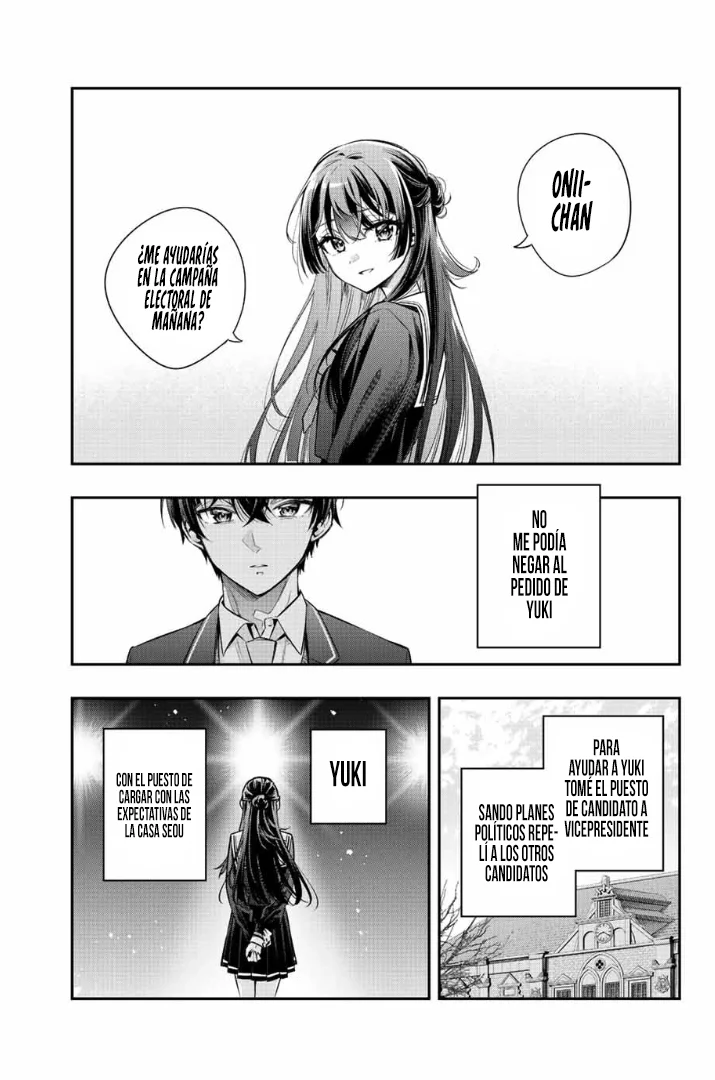 ONII-
CHAN
¿ME AYUDARÍAS
EN LA CAMPAÑA
ELECTORAL DE
MAÑANA?
NO
ME PODÍA
NEGAR AL
PEDIDO DE
YUKI
PARA
AYUDAR A YUKI
TOMÉ EL PUESTO
DE CANDIDATO A
VICEPRESIDENTE
SANDO PLANES
POLÍTICOS REPE-
LÍ A LOS OTROS
CANDIDATOS
YUKI
CON EL PUESTO DE
CARGAR CON LAS
EXPECTATIVAS DE
LA CASA SEOU